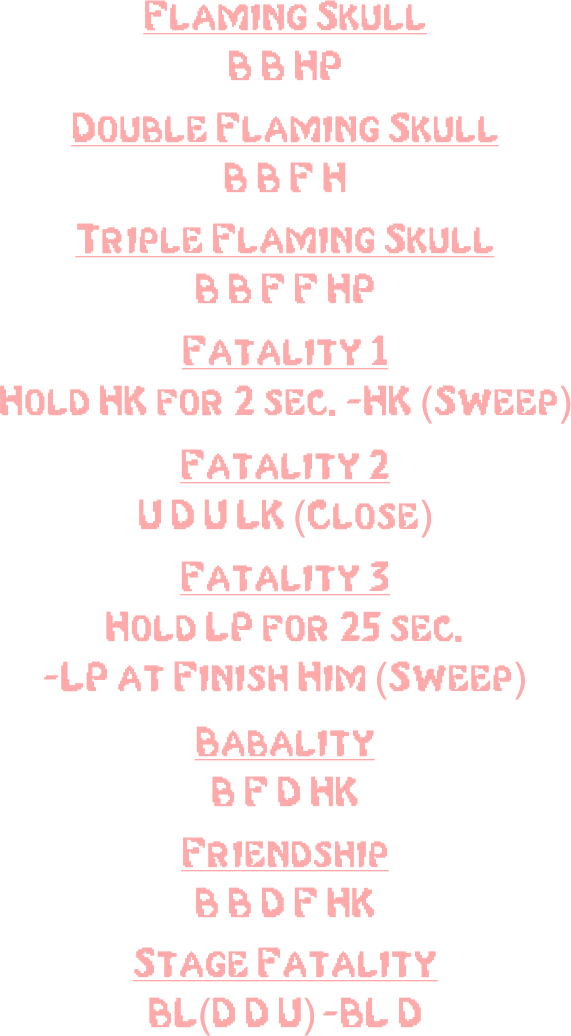 Flaming Skull
B B HP
Double Flaming Skull
B B F H
Triple Flaming Skull
B B F F HP
Fatality 1
Hold HK for 2 sec. -HK (Sweep)
Fatality 2
U D U LK (Close)
Fatality 3
Hold LP for 25 sec.
-LP at Finish Him (Sweep)
Babality
B F D HK
Friendship
B B D F HK
Stage Fatality
BL(D D U) -BL D